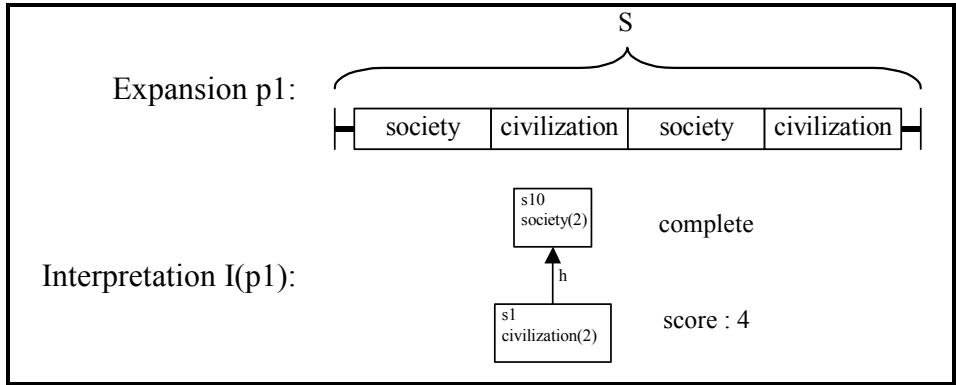 S
Expansion p1:
society civilization society civilization
s10
society(2)
complete
h
Interpretation I(p1):
s1
civilization(2)
score : 4